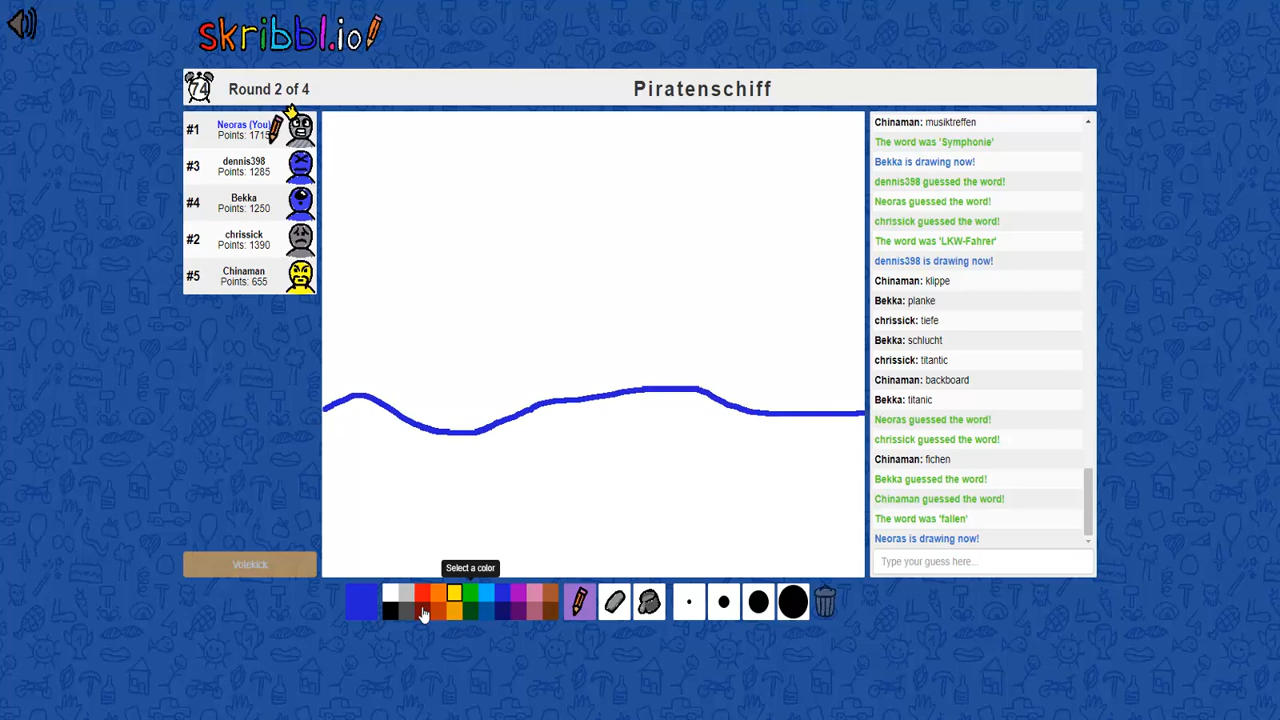 skribbl.io
74
Round 2 of 4
Piratenschiff
#1
Neoras (You)
Points: 1715
#3
dennis398
Points: 1285
#4
Bekka
Points: 1250
#2
chrissick
Points: 1390
#5
Chinaman
Points: 655
Votekick
Chinaman: musiktreffen
The word was 'Symphonie'
Bekka is drawing now!
dennis398 guessed the word!
Neoras guessed the word!
chrissick guessed the word!
The word was 'LKW-Fahrer'
dennis398 is drawing now!
Chinaman: klippe
Bekka: planke
chrissick: tiefe
Bekka: schlucht
chrissick: titantic
Chinaman: backboard
Bekka: titanic
Neoras guessed the word!
chrissick guessed the word!
Chinaman: fichen
Bekka guessed the word!
Chinaman guessed the word!
The word was 'fallen'
Neoras is drawing now!
Type your guess here...
Select a color